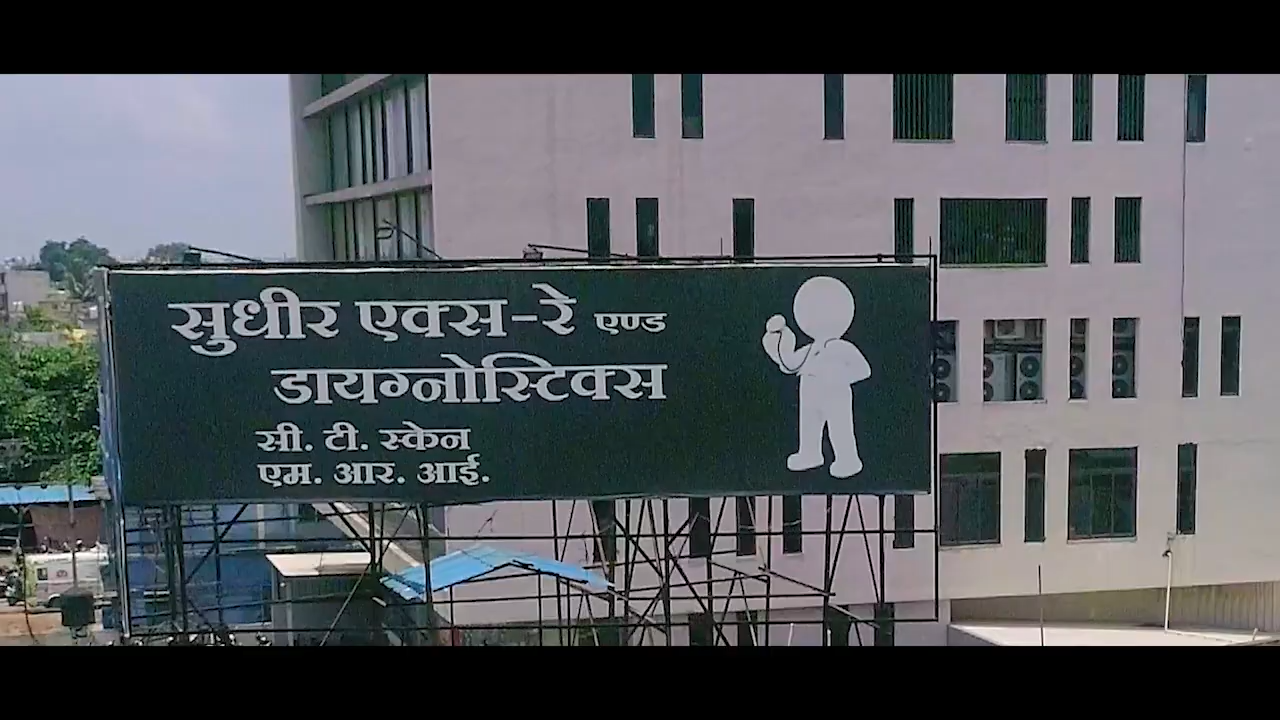 सुधीर एक्स-रे एण्ड
डायग्नोस्टिक्स
सी. टी. स्केन
एम. आर. आई.